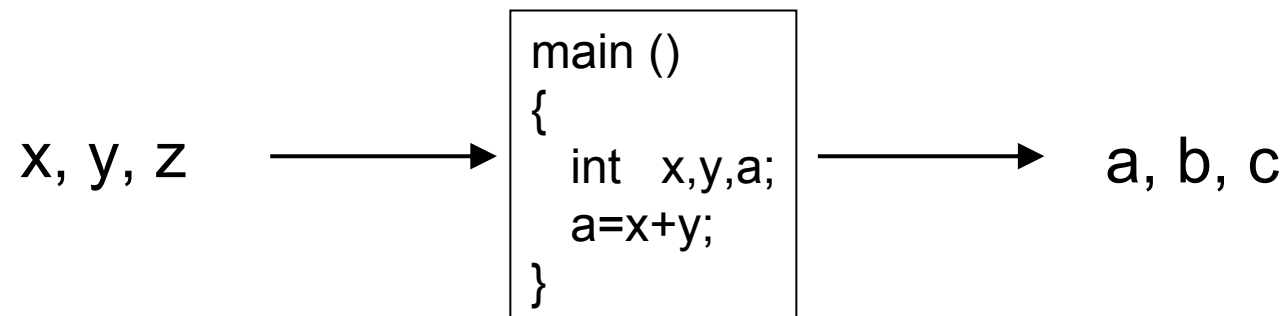 x, y, z
main ()
{
int x,y,a;
a=x+y;
}
a, b, c